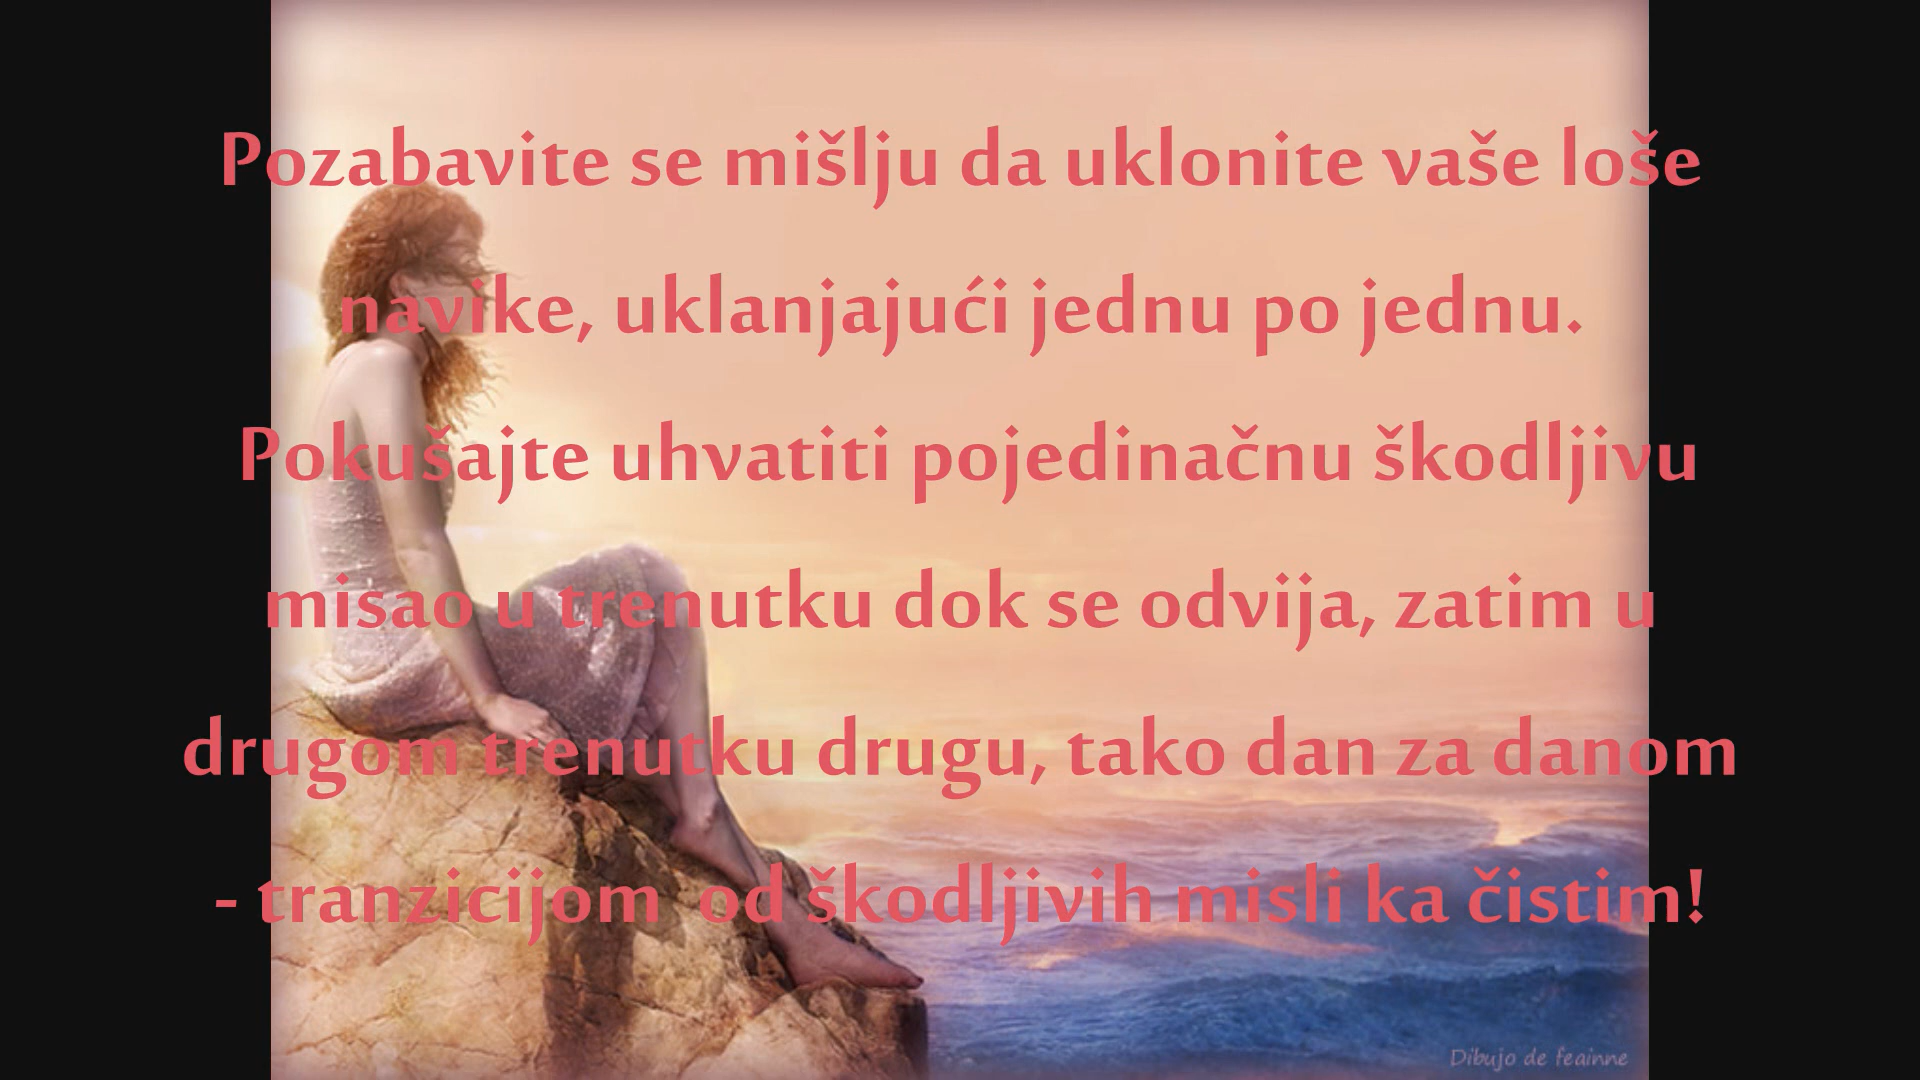 Pozabavite se mišlju da uklonite vaše loše
navike, uklanjajući jednu po jednu.
Pokušajte uhvatiti pojedinačnu škodljivu
misao u trenutku dok se odvija, zatim u
drugom trenutku drugu, tako dan za danom
- tranzicijom od škodljivih misli ka čistim!
Dibujo de feainne